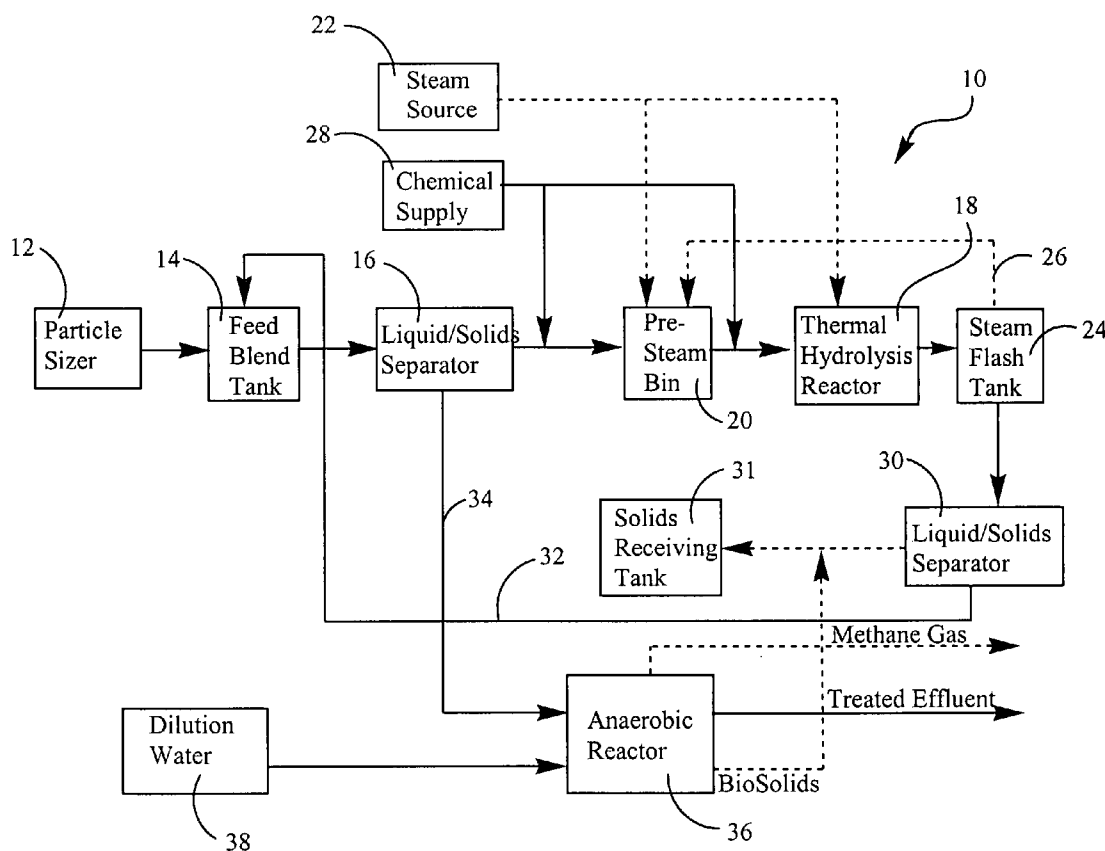 22
Steam
Source
10
28
Chemical
Supply
12
14
16
18
26
Particle
Sizer
Feed
Blend
Tank
Liquid/Solids
Separator
Pre-
Steam
Bin
Thermal
Hydrolysis
Reactor
Steam
Flash
Tank
24
20
34
31
30
Solids
Receiving
Tank
Liquid/Solids
Separator
32
Methane Gas
Treated Effluent
Anaerobic
Reactor
BioSolids
Dilution
Water
38
36